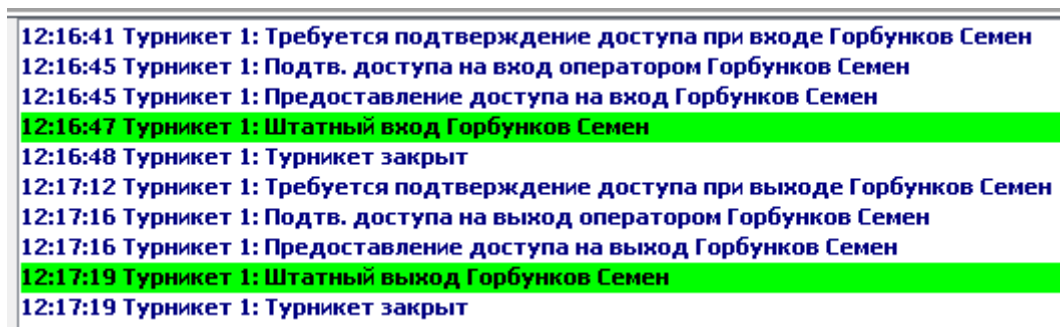 12:16:41 Турникет 1: Требуется подтверждение доступа при входе Горбунков Семен
12:16:45 Турникет 1: Подтв. доступа на вход оператором Горбунков Семен
12:16:45 Турникет 1: Предоставление доступа на вход Горбунков Семен
12:16:47 Турникет 1: Штатный вход Горбунков Семен
12:16:48 Турникет 1: Турникет закрыт
12:17:12 Турникет 1: Требуется подтверждение доступа при выходе Горбунков Семен
12:17:16 Турникет 1: Подтв. доступа на выход оператором Горбунков Семен
12:17:16 Турникет 1: Предоставление доступа на выход Горбунков Семен
12:17:19 Турникет 1: Штатный выход Горбунков Семен
12:17:19 Турникет 1: Турникет закрыт